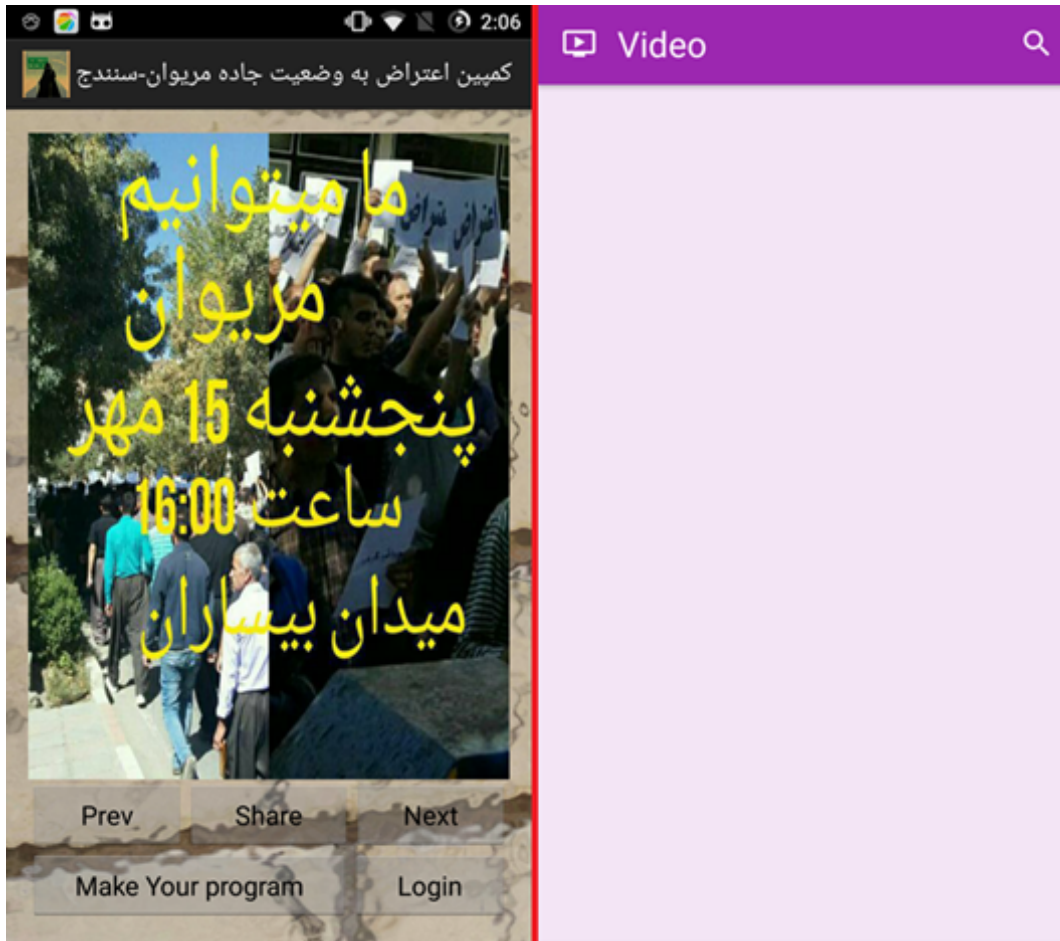 2:06
کمپین اعتراض به وضعیت جاده مریوان-سنندج
ما میتوانیم
مریوان
پنجشنبه 15 مهر
ساعت 16:00
میدان بیساران
Prev
Share
Next
Make Your program
Login
Video